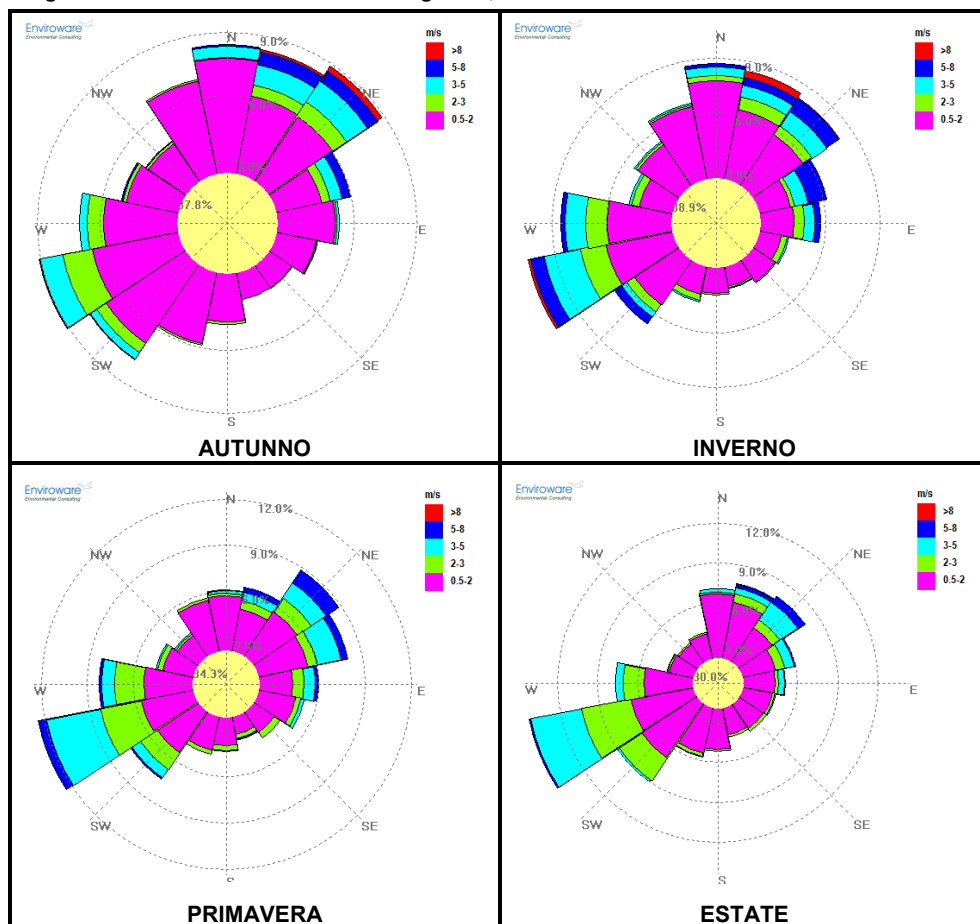 Enviroware
Environmental Consulting
m/s
>8
5-8
3-5
2-3
0.5-2
N
9.0%
NW
NE
37.8%
W
E
SW
SE
S
AUTUNNO
Enviroware
Environmental Consulting
m/s
>8
5-8
3-5
2-3
0.5-2
N
9.0%
NW
NE
38.9%
W
E
SW
SE
S
INVERNO
Enviroware
Environmental Consulting
m/s
>8
5-8
3-5
2-3
0.5-2
N
12.0%
NW
NE
9.0%
34.3%
W
E
SW
SE
S
PRIMAVERA
Enviroware
Environmental Consulting
m/s
>8
5-8
3-5
2-3
0.5-2
N
12.0%
NW
NE
9.0%
30.0%
W
E
SW
SE
S
ESTATE